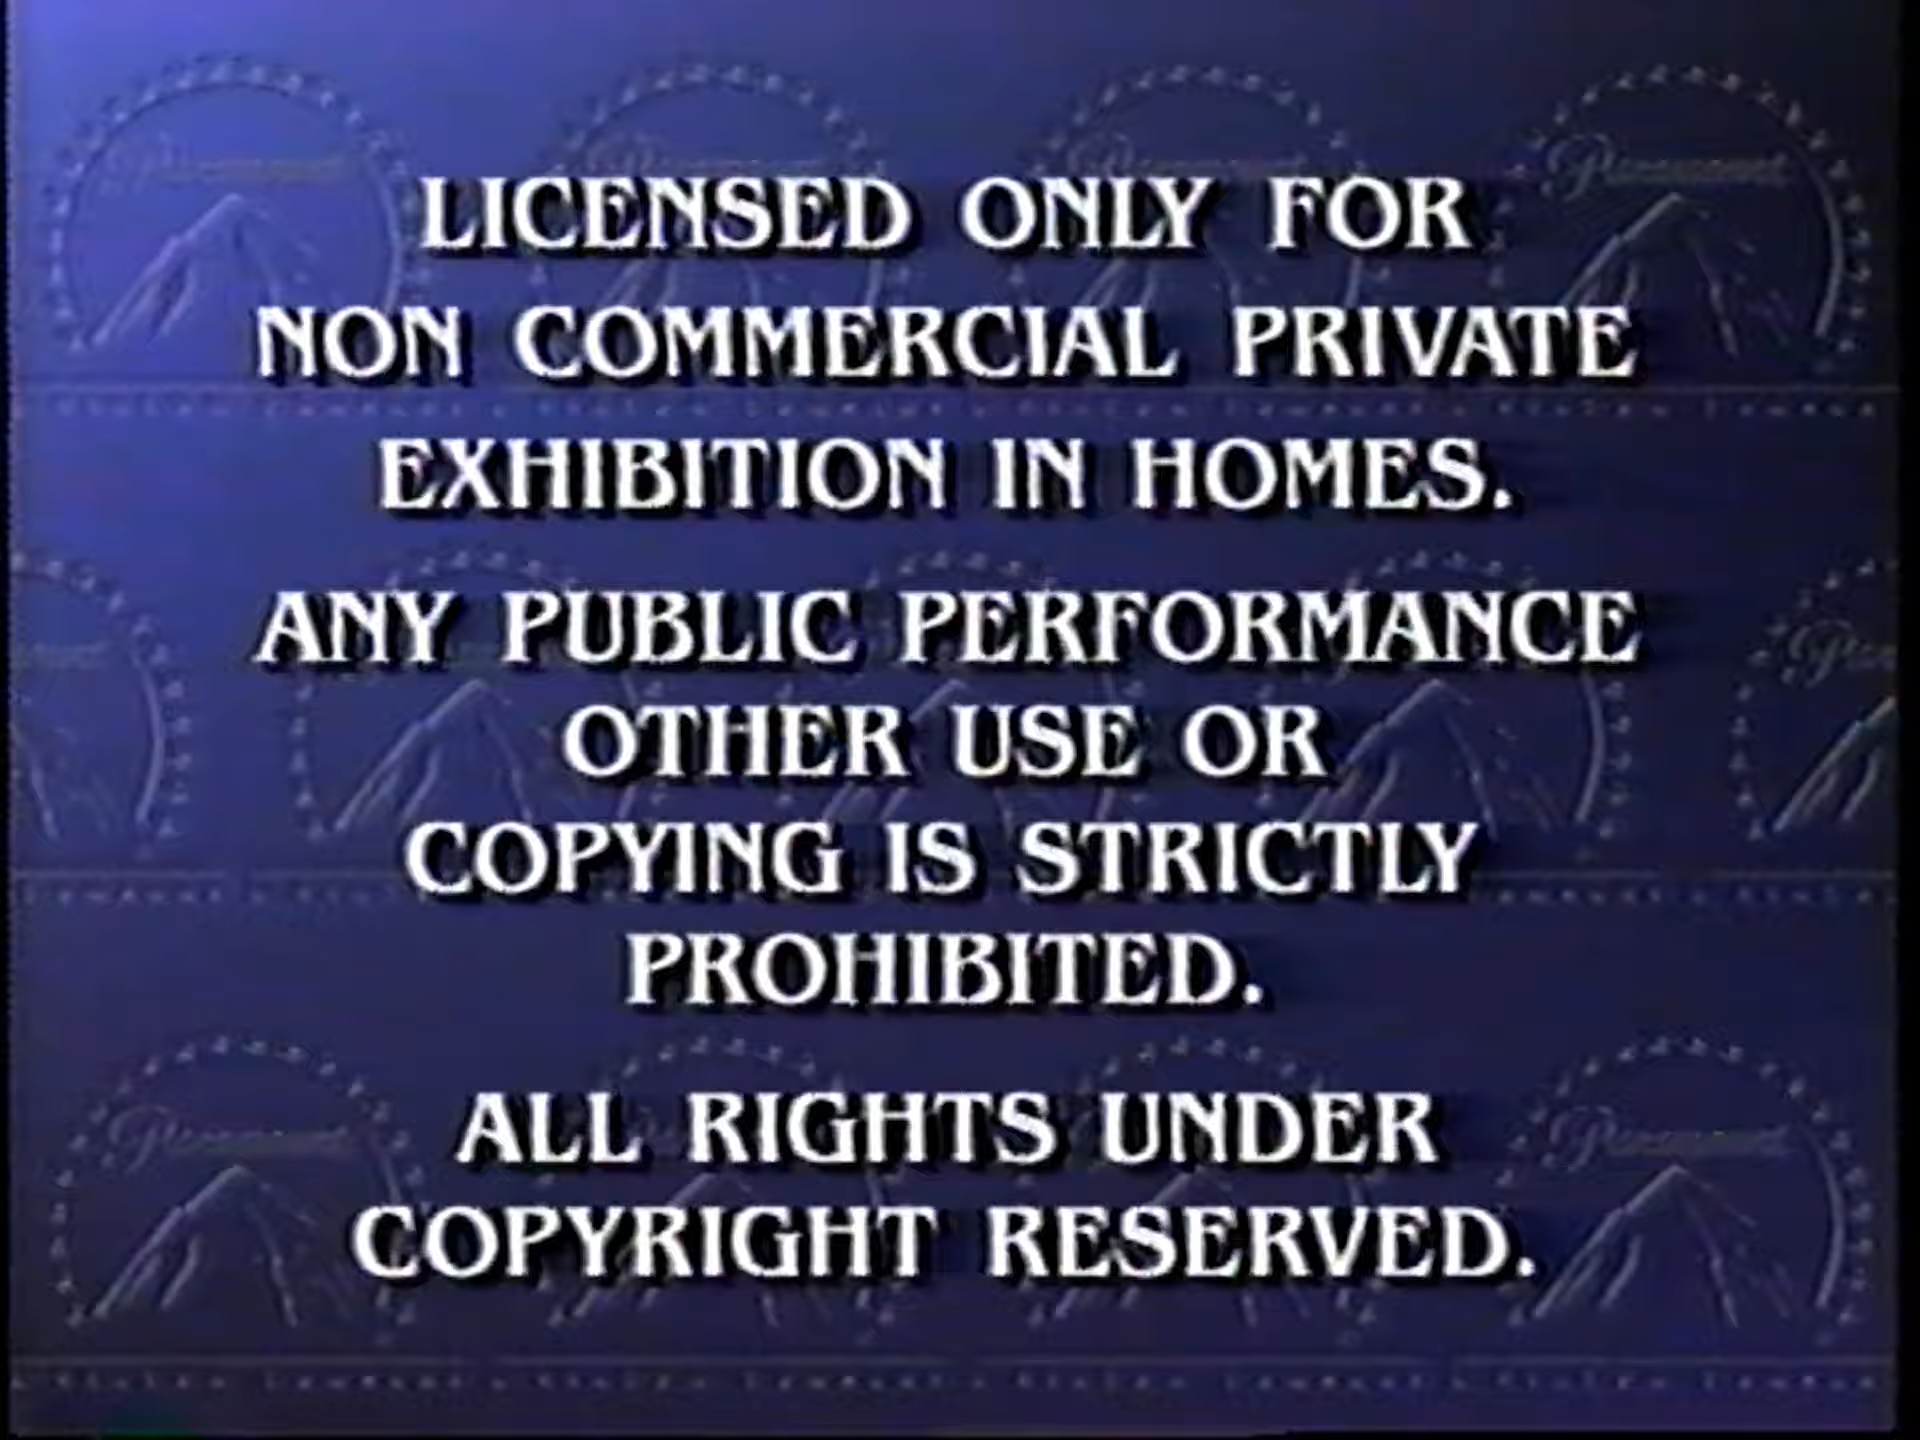 LICENSED ONLY FOR
NON COMMERCIAL PRIVATE
EXHIBITION IN HOMES.
ANY PUBLIC PERFORMANCE
OTHER USE OR
COPYING IS STRICTLY
PROHIBITED.
ALL RIGHTS UNDER
COPYRIGHT RESERVED.
Paramount